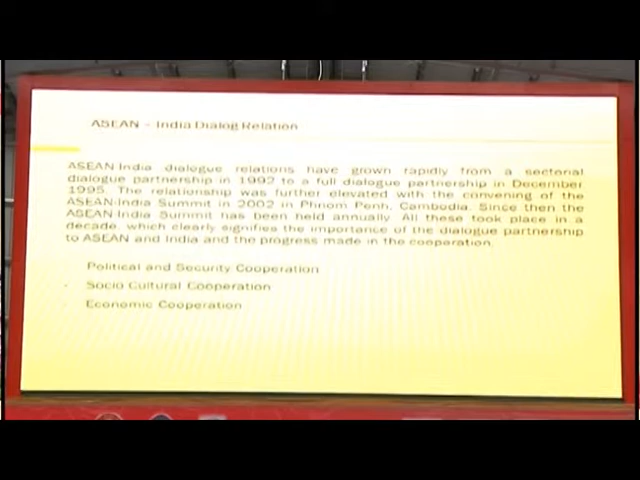 ASEAN - India Dialog Relation
ASEAN-India dialogue relations have grown rapidly from a sectorial
dialogue partnership in 1992 to a full dialogue partnership in December
1995. The relationship was further elevated with the convening of the
ASEAN-India Summit in 2002 in Phnom Penh, Cambodia. Since then the
ASEAN-India Summit has been held annually. All these took place in a
decade, which clearly signifies the importance of the dialogue partnership
to ASEAN and India and the progress made in the cooperation.
Political and Security Cooperation
- Socio Cultural Cooperation
- Economic Cooperation